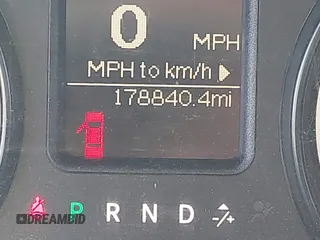 0 MPH
MPH to km/h ▶
178840.4mi
P R N D -/+
DREAMBID